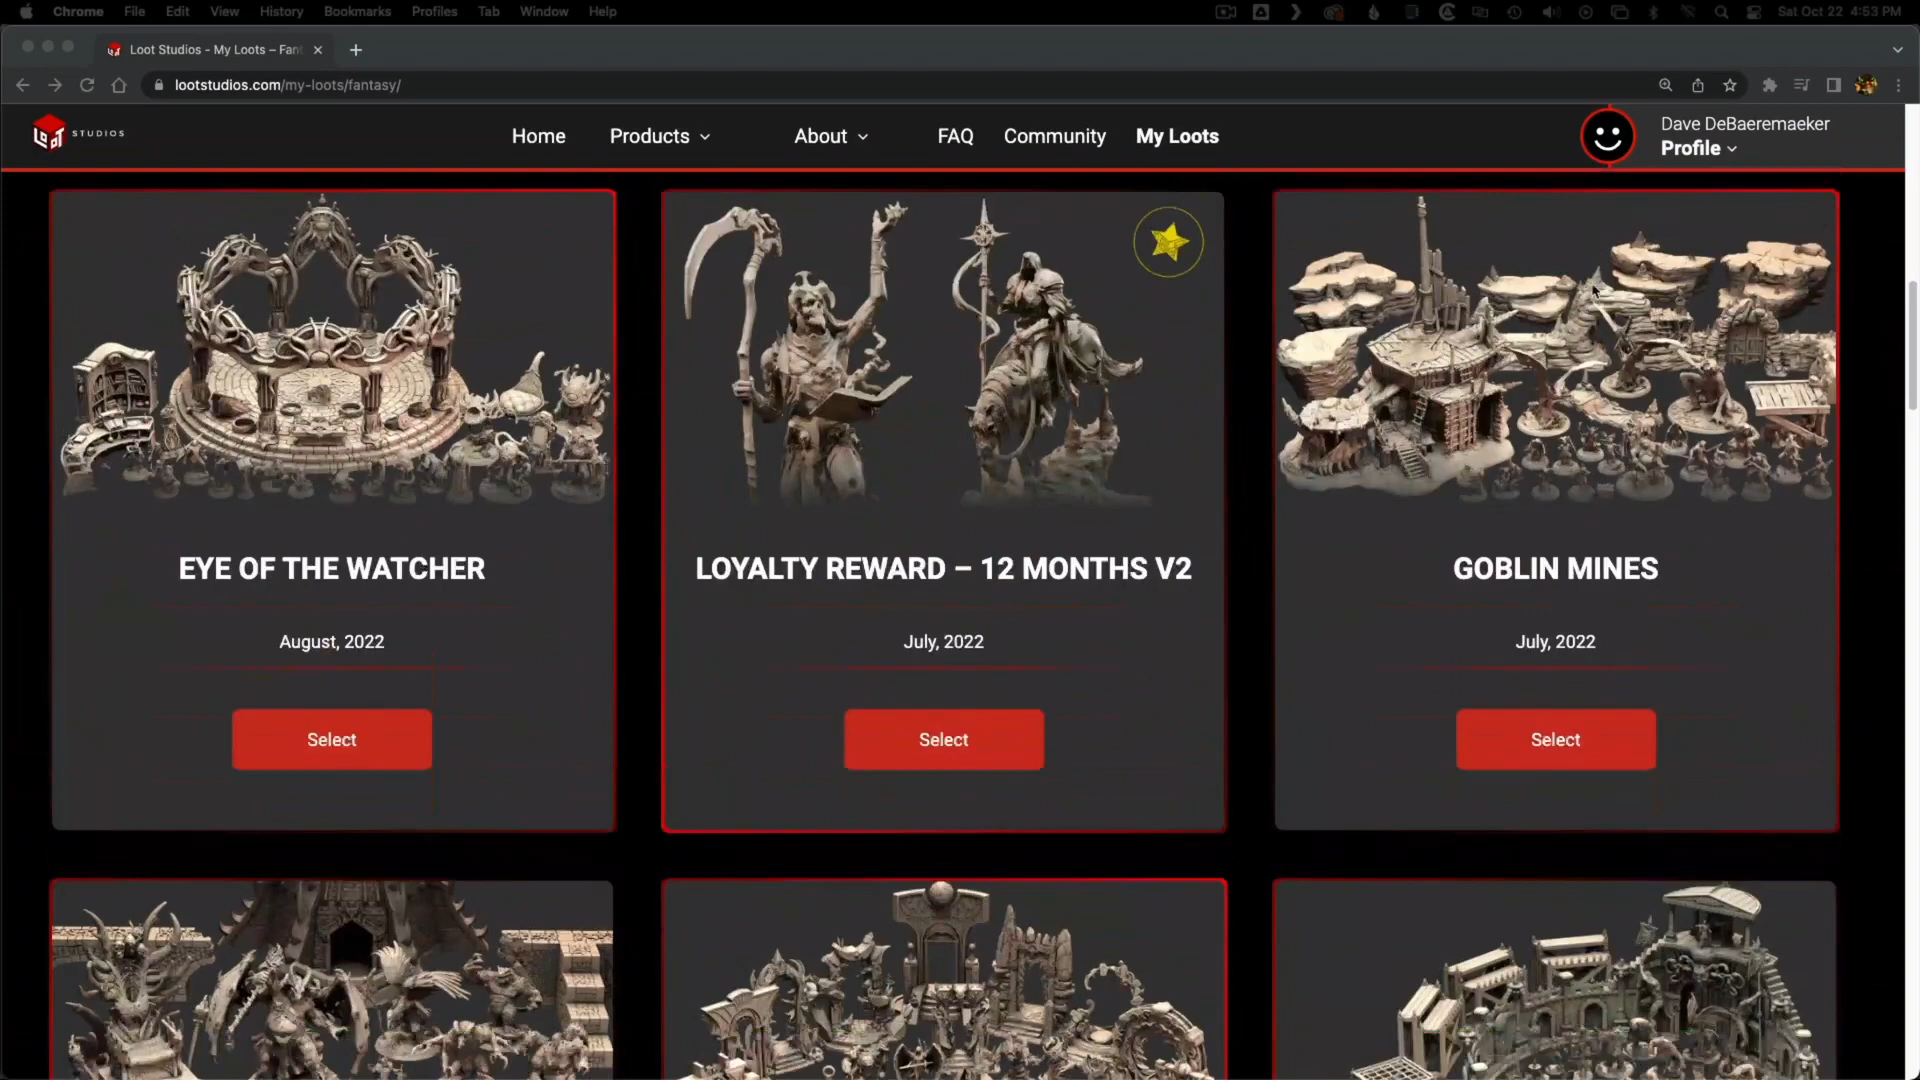 Chrome File Edit View History Bookmarks Profiles Tab Window Help
Sat Oct 22 4:53 PM
Loot Studios - My Loots – Fant
lootstudios.com/my-loots/fantasy/
LOOT STUDIOS
Home Products About FAQ Community My Loots
Dave DeBaeremaeker
Profile
EYE OF THE WATCHER
August, 2022
Select
LOYALTY REWARD – 12 MONTHS V2
July, 2022
Select
GOBLIN MINES
July, 2022
Select